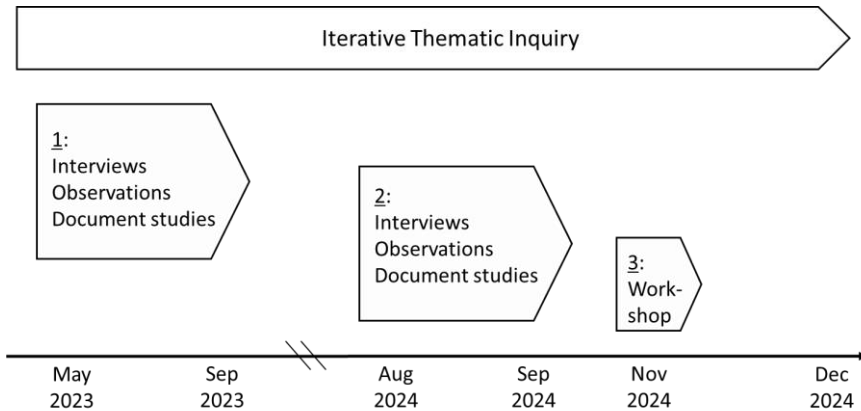 Iterative Thematic Inquiry
1:
Interviews
Observations
Document studies
2:
Interviews
Observations
Document studies
3:
Work-
shop
May
2023
Sep
2023
Aug
2024
Sep
2024
Nov
2024
Dec
2024